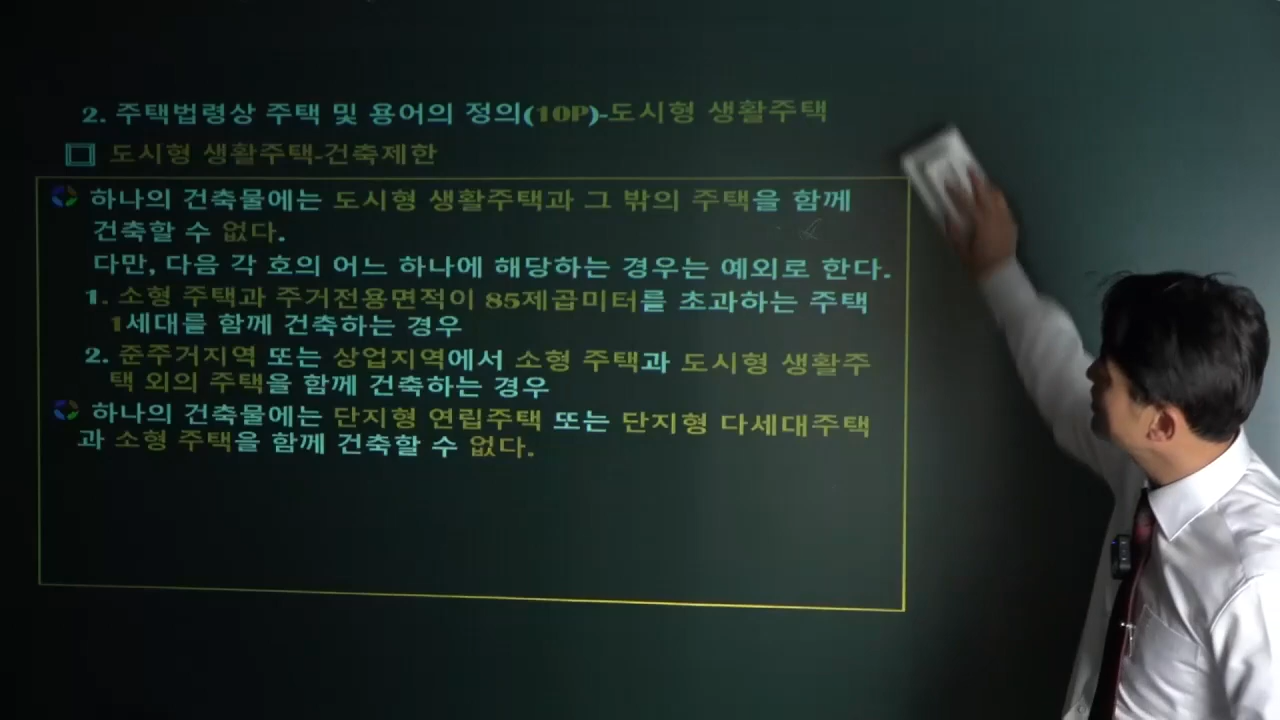 2. 주택법령상 주택 및 용어의 정의(10P)-도시형 생활주택
도시형 생활주택-건축제한
하나의 건축물에는 도시형 생활주택과 그 밖의 주택을 함께
건축할 수 없다.
다만, 다음 각 호의 어느 하나에 해당하는 경우는 예외로 한다.
1. 소형 주택과 주거전용면적이 85제곱미터를 초과하는 주택
1세대를 함께 건축하는 경우
2. 준주거지역 또는 상업지역에서 소형 주택과 도시형 생활주
택 외의 주택을 함께 건축하는 경우
하나의 건축물에는 단지형 연립주택 또는 단지형 다세대주택
과 소형 주택을 함께 건축할 수 없다.